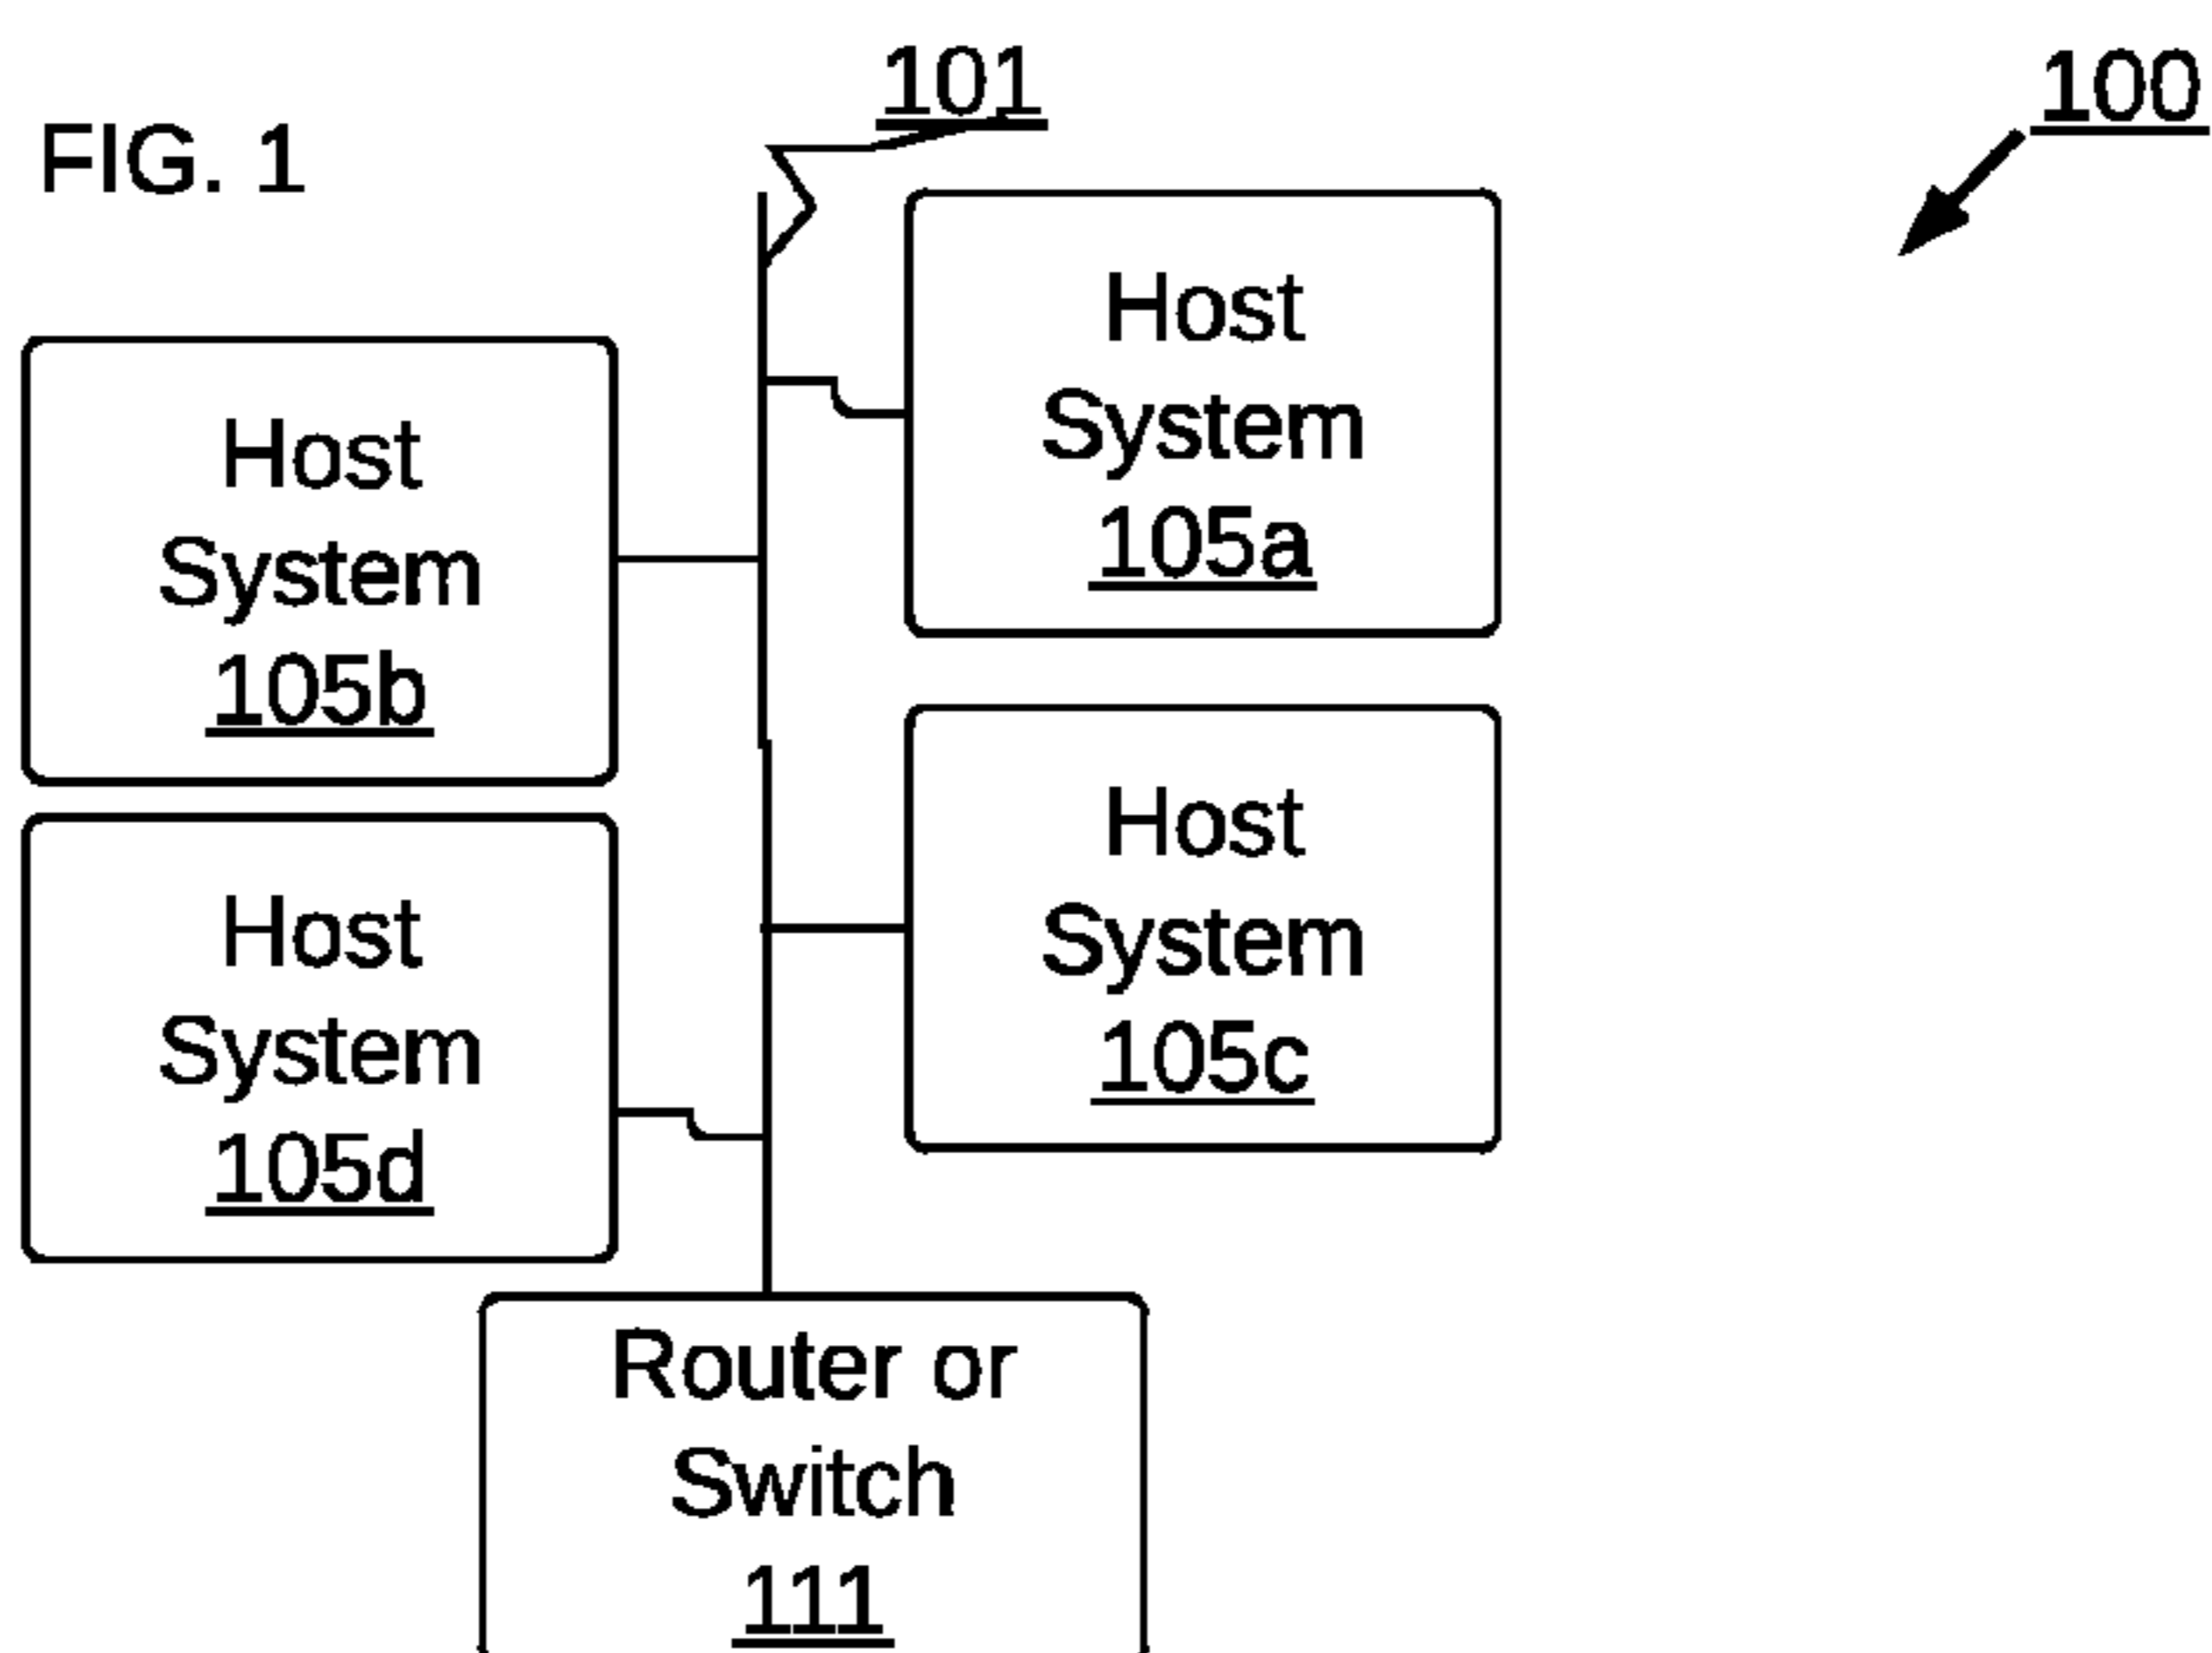 FIG. 1
101
100
Host
System
105a
Host
System
105b
Host
System
105c
Host
System
105d
Router or
Switch
111